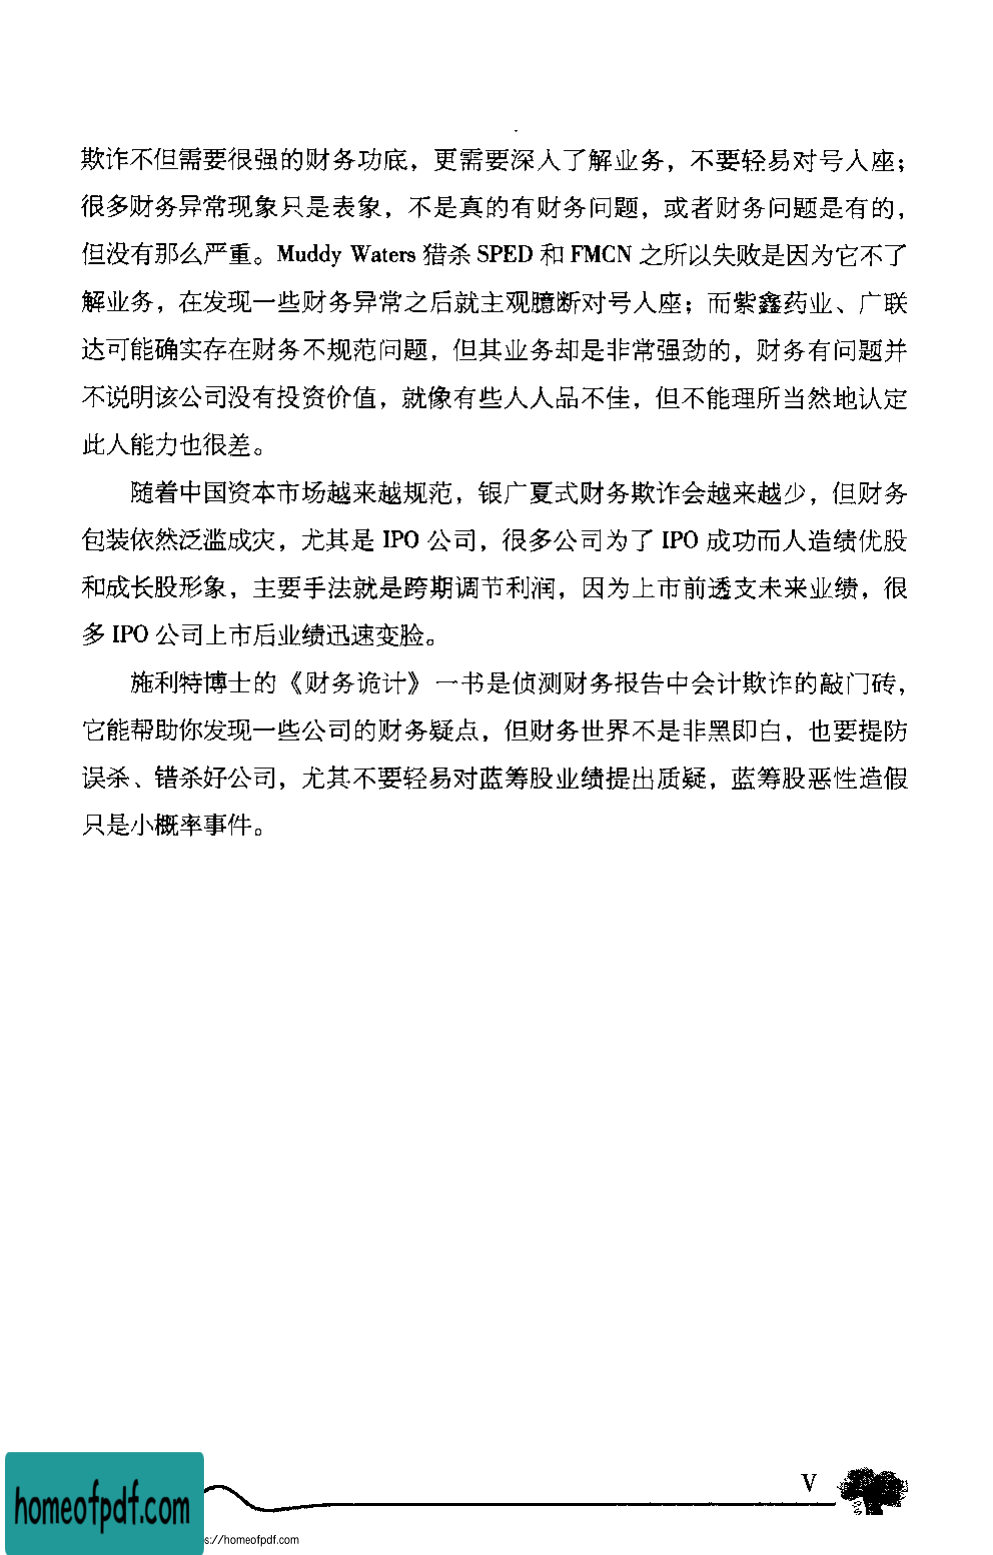 欺诈不但需要很强的财务功底，更需要深入了解业务，不要轻易对号入座；
很多财务异常现象只是表象，不是真的有财务问题，或者财务问题是有的，
但没有那么严重。Muddy Waters 猎杀 SPED 和 FMCN 之所以失败是因为它不了
解业务，在发现一些财务异常之后就主观臆断对号入座；而紫鑫药业、广联
达可能确实存在财务不规范问题，但其业务却是非常强劲的，财务有问题并
不说明该公司没有投资价值，就像有些人人品不佳，但不能理所当然地认定
此人能力也很差。
随着中国资本市场越来越规范，银广夏式财务欺诈会越来越少，但财务
包装依然泛滥成灾，尤其是 IPO 公司，很多公司为了 IPO 成功而人造绩优股
和成长股形象，主要手法就是跨期调节利润，因为上市前透支未来业绩，很
多 IPO 公司上市后业绩迅速变脸。
施利特博士的《财务诡计》一书是侦测财务报告中会计欺诈的敲门砖，
它能帮助你发现一些公司的财务疑点，但财务世界不是非黑即白，也要提防
误杀、错杀好公司，尤其不要轻易对蓝筹股业绩提出质疑，蓝筹股恶性造假
只是小概率事件。
V
homeofpdf.com
s://homeofpdf.com